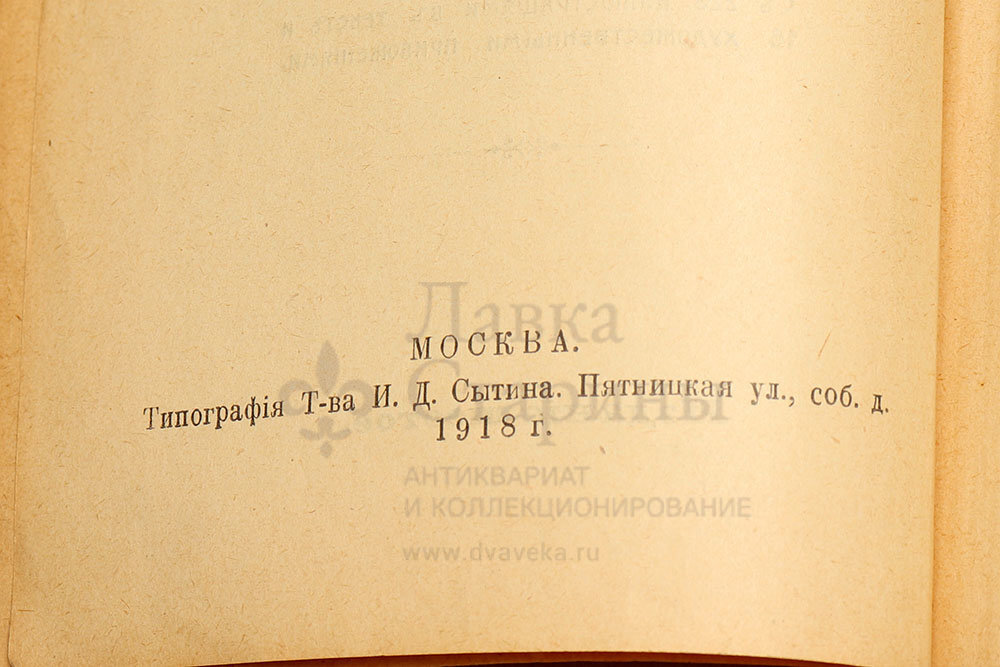 МОСКВА.
Типографія Т-ва И. Д. Сытина. Пятницкая ул., соб. д.
1918 г.
Лавка
Старины
АНТИКВАРИАТ
И КОЛЛЕКЦИОНИРОВАНИЕ
www.dvaveka.ru